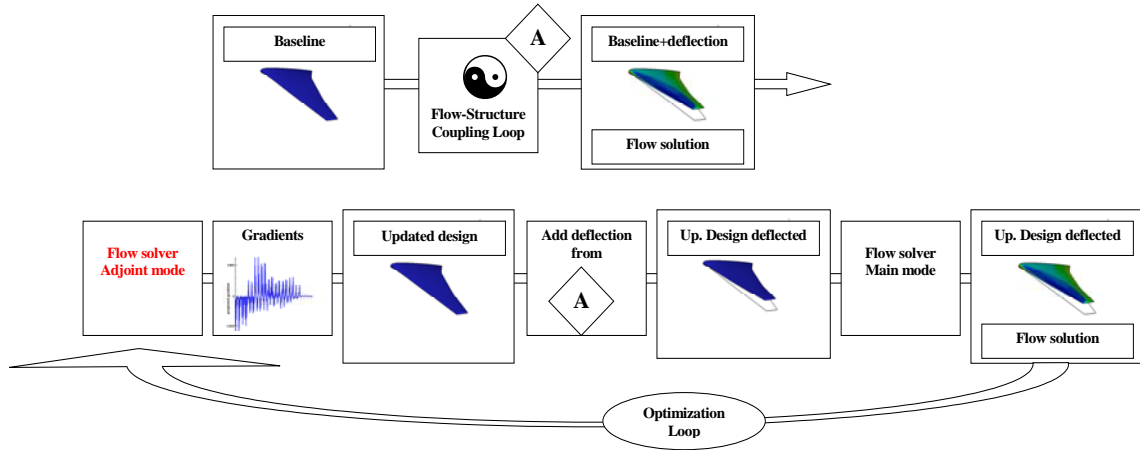 A
Baseline
Baseline+deflection
Flow-Structure
Coupling Loop
Flow solution
Flow solver
Adjoint mode
Gradients
Updated design
Add deflection
from
A
Up. Design deflected
Flow solver
Main mode
Up. Design deflected
Flow solution
Optimization
Loop